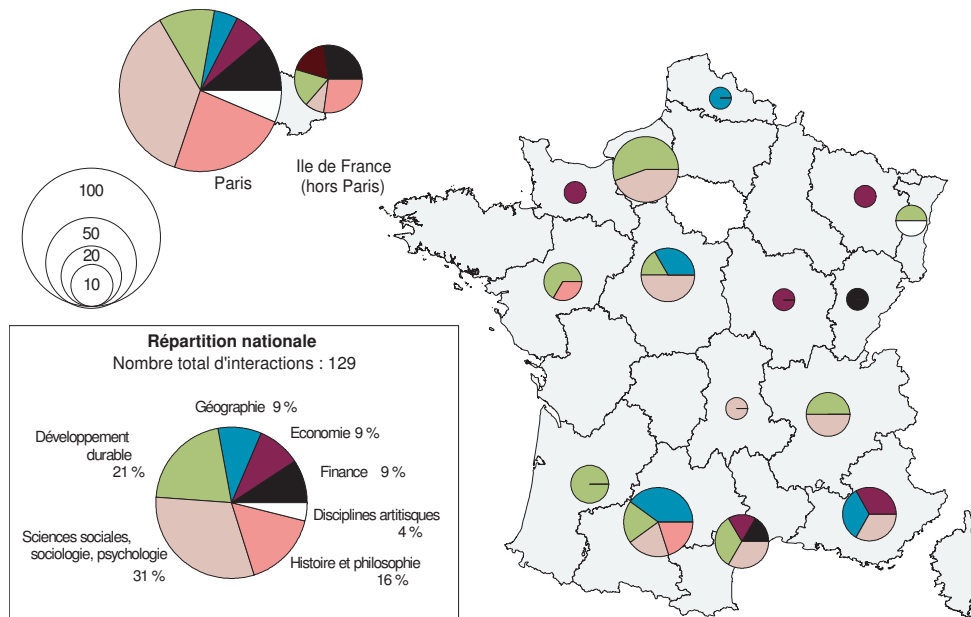 Paris
Ile de France
(hors Paris)
100
50
20
10
Répartition nationale
Nombre total d'interactions : 129
Géographie 9 %
Economie 9 %
Développement
durable
21 %
Finance 9 %
Disciplines artitisques
4 %
Sciences sociales,
sociologie, psychologie
31 %
Histoire et philosophie
16 %